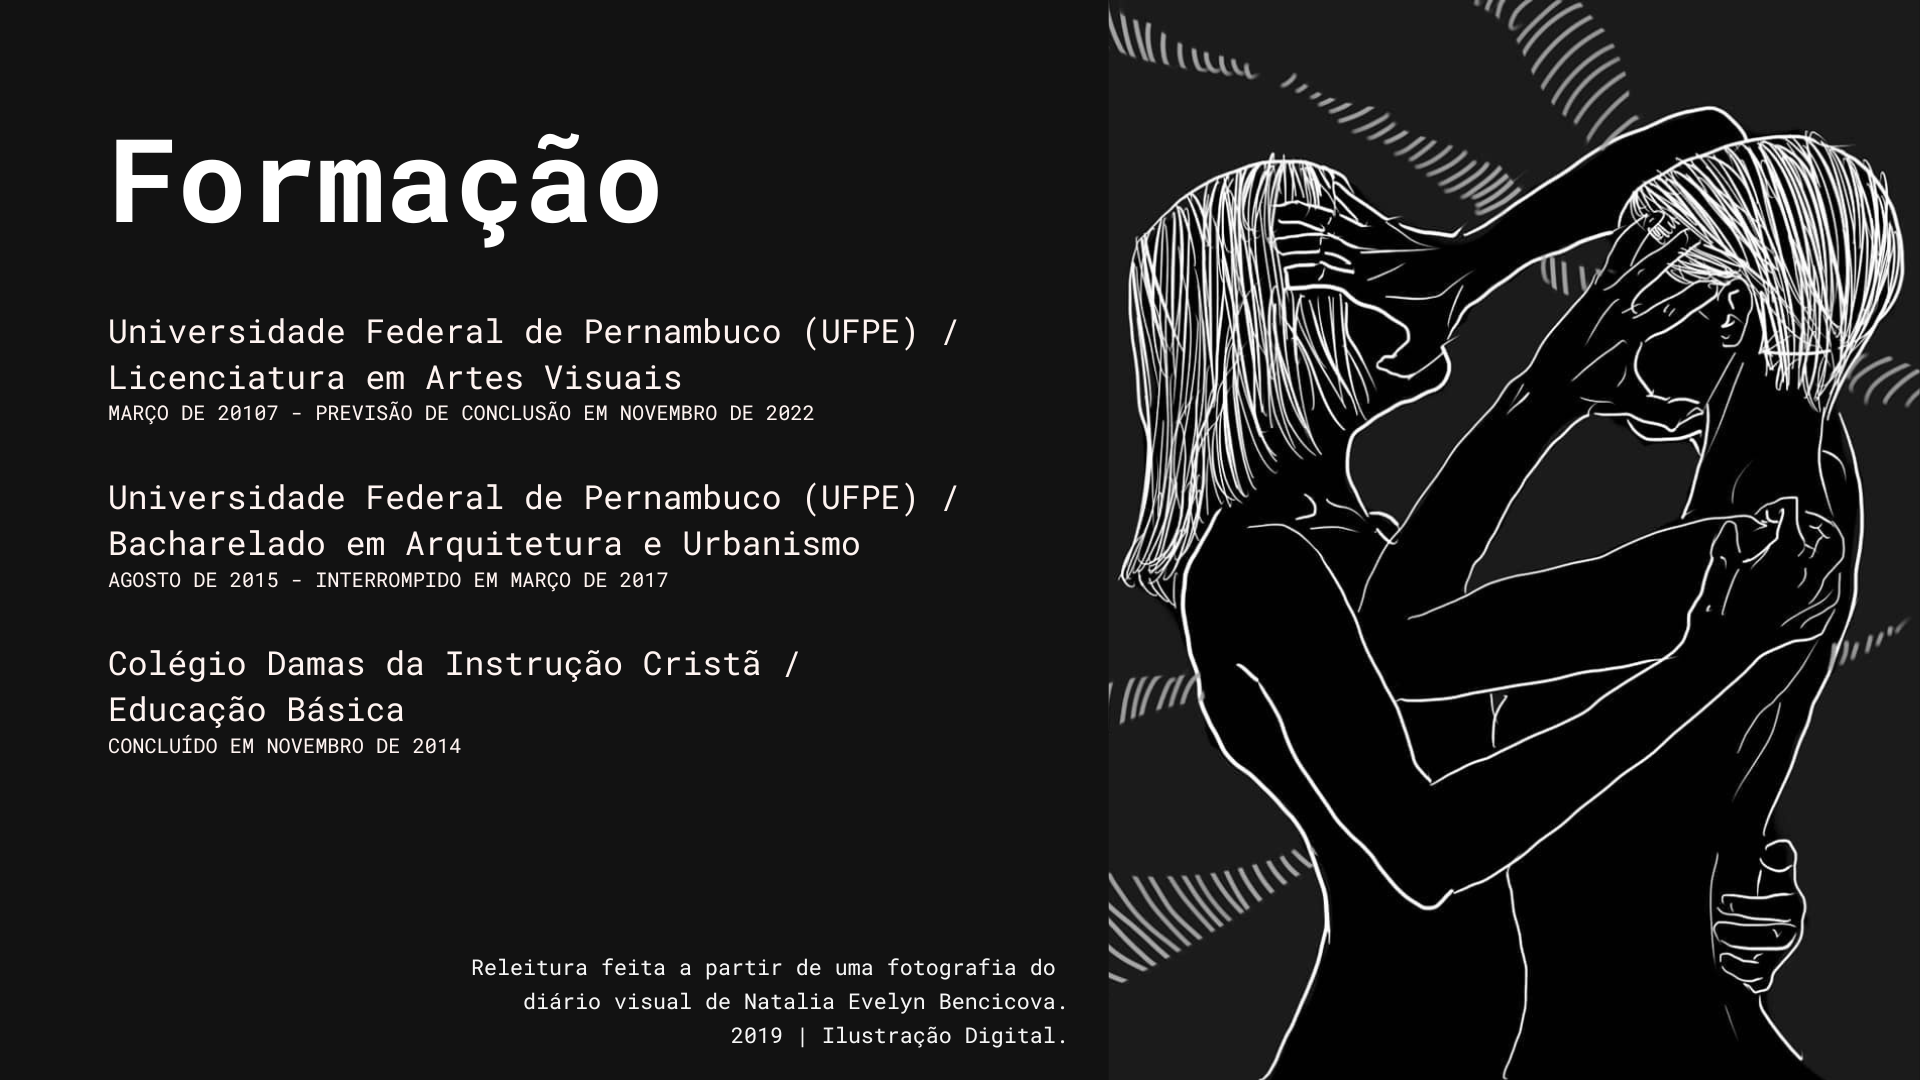 Formação
Universidade Federal de Pernambuco (UFPE) /
Licenciatura em Artes Visuais
MARÇO DE 20107 - PREVISÃO DE CONCLUSÃO EM NOVEMBRO DE 2022
Universidade Federal de Pernambuco (UFPE) /
Bacharelado em Arquitetura e Urbanismo
AGOSTO DE 2015 - INTERROMPIDO EM MARÇO DE 2017
Colégio Damas da Instrução Cristã /
Educação Básica
CONCLUÍDO EM NOVEMBRO DE 2014
Releitura feita a partir de uma fotografia do
diário visual de Natalia Evelyn Bencicova.
2019 | Ilustração Digital.